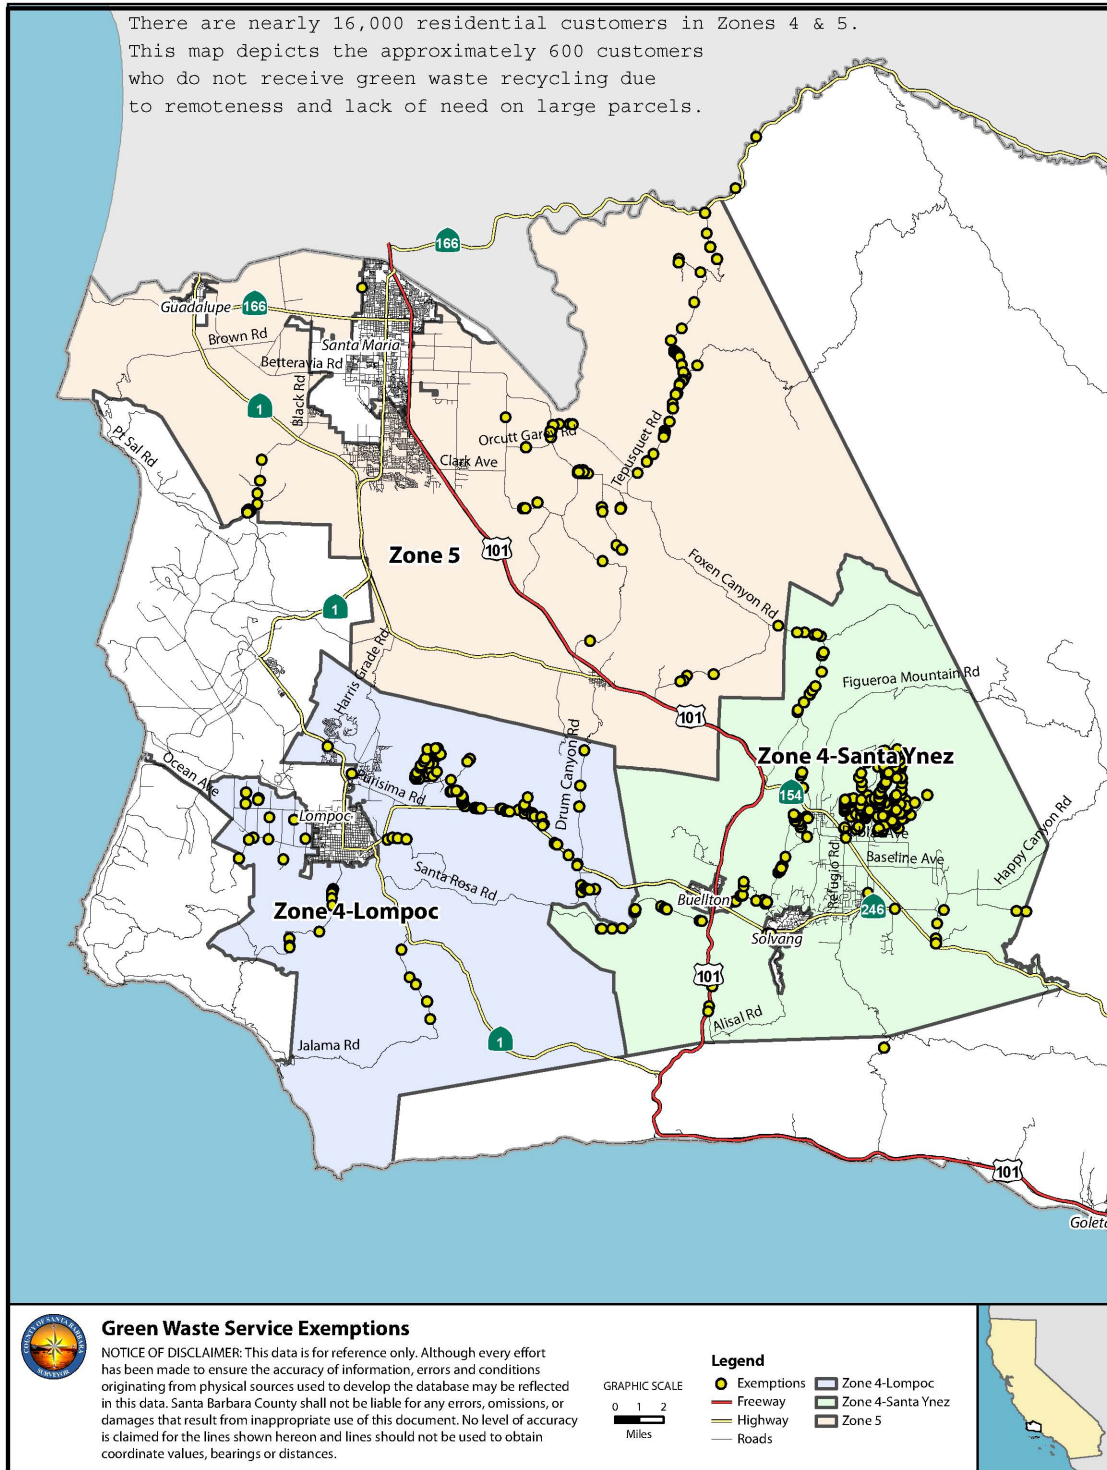 There are nearly 16,000 residential customers in Zones 4 & 5.
This map depicts the approximately 600 customers
who do not receive green waste recycling due
to remoteness and lack of need on large parcels.
166
Guadalupe
166
Brown Rd
Santa Maria
Betteravia Rd
Black Rd
1
Pt Sal Rd
Orcutt Garey Rd
Clark Ave
Tepusquet Rd
Zone 5
101
Foxen Canyon Rd
1
Harris Grade Rd
Figueroa Mountain Rd
101
Zone 4-Santa Ynez
Ocean Ave
Purisima Rd
Drum Canyon Rd
154
Lompoc
Baseline Ave
Happy Canyon Rd
Refugio Rd
Santa Rosa Rd
Buellton
Zone 4-Lompoc
246
Solvang
101
Alisal Rd
Jalama Rd
1
101
Goleta
COUNTY OF SANTA BARBARA
SURVEYOR
Green Waste Service Exemptions
NOTICE OF DISCLAIMER: This data is for reference only. Although every effort
has been made to ensure the accuracy of information, errors and conditions
originating from physical sources used to develop the database may be reflected
in this data. Santa Barbara County shall not be liable for any errors, omissions, or
damages that result from inappropriate use of this document. No level of accuracy
is claimed for the lines shown hereon and lines should not be used to obtain
coordinate values, bearings or distances.
GRAPHIC SCALE
0 1 2
Miles
Legend
Exemptions
Freeway
Highway
Roads
Zone 4-Lompoc
Zone 4-Santa Ynez
Zone 5